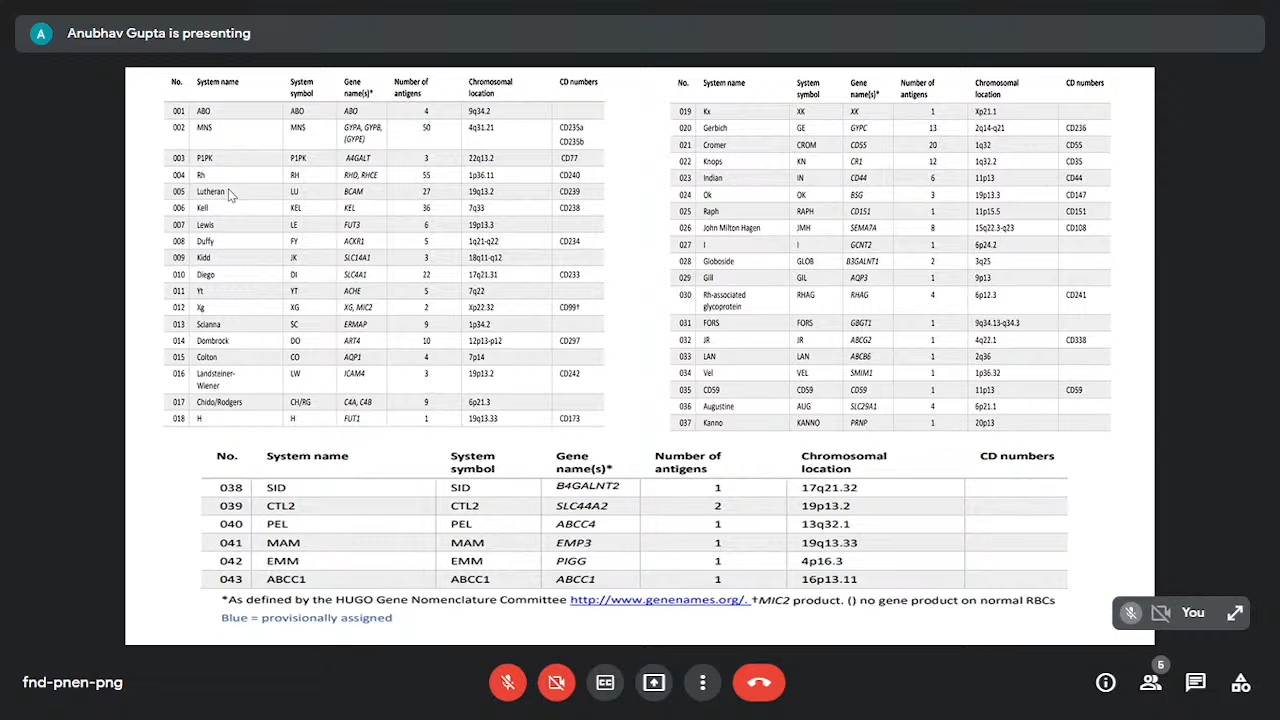 A Anubhav Gupta is presenting
No. System name System symbol Gene name(s)* Number of antigens Chromosomal location CD numbers
001 ABO ABO ABO 4 9q34.2
002 MNS MNS GYPA, GYPB, (GYPE) 50 4q31.21 CD235a CD235b
003 P1PK P1PK A4GALT 3 22q13.2 CD77
004 Rh RH RHD, RHCE 55 1p36.11 CD240
005 Lutheran LU BCAM 27 19q13.2 CD239
006 Kell KEL KEL 36 7q33 CD238
007 Lewis LE FUT3 6 19p13.3
008 Duffy FY ACKR1 5 1q21-q22 CD234
009 Kidd JK SLC14A1 3 18q11-q12
010 Diego DI SLC4A1 22 17q21.31 CD233
011 Yt YT ACHE 5 7q22
012 Xg XG XG, MIC2 2 Xp22.32 CD99†
013 Scianna SC ERMAP 9 1p34.2
014 Dombrock DO ART4 10 12p13-p12 CD297
015 Colton CO AQP1 4 7p14
016 Landsteiner-Wiener LW ICAM4 3 19p13.2 CD242
017 Chido/Rodgers CH/RG C4A, C4B 9 6p21.3
018 H H FUT1 1 19q13.33 CD173
No. System name System symbol Gene name(s)* Number of antigens Chromosomal location CD numbers
019 Kx XK XK 1 Xp21.1
020 Gerbich GE GYPC 13 2q14-q21 CD236
021 Cromer CROM CD55 20 1q32 CD55
022 Knops KN CR1 12 1q32.2 CD35
023 Indian IN CD44 6 11p13 CD44
024 Ok OK BSG 3 19p13.3 CD147
025 Raph RAPH CD151 1 11p15.5 CD151
026 John Milton Hagen JMH SEMA7A 8 15q22.3-q23 CD108
027 I I GCNT2 1 6p24.2
028 Globoside GLOB B3GALNT1 2 3q25
029 Gill GIL AQP3 1 9p13
030 Rh-associated glycoprotein RHAG RHAG 4 6p12.3 CD241
031 FORS FORS GBGT1 1 9q34.13-q34.3
032 JR JR ABCG2 1 4q22.1 CD338
033 LAN LAN ABCB6 1 2q36
034 Vel VEL SMIM1 1 1p36.32
035 CD59 CD59 CD59 1 11p13 CD59
036 Augustine AUG SLC29A1 4 6p21.1
037 Kanno KANNO PRNP 1 20p13
No. System name System symbol Gene name(s)* Number of antigens Chromosomal location CD numbers
038 SID SID B4GALNT2 1 17q21.32
039 CTL2 CTL2 SLC44A2 2 19p13.2
040 PEL PEL ABCC4 1 13q32.1
041 MAM MAM EMP3 1 19q13.33
042 EMM EMM PIGG 1 4p16.3
043 ABCC1 ABCC1 ABCC1 1 16p13.11
*As defined by the HUGO Gene Nomenclature Committee http://www.genenames.org/. †MIC2 product. () no gene product on normal RBCs
Blue = provisionally assigned
You
fnd-pnen-png
5